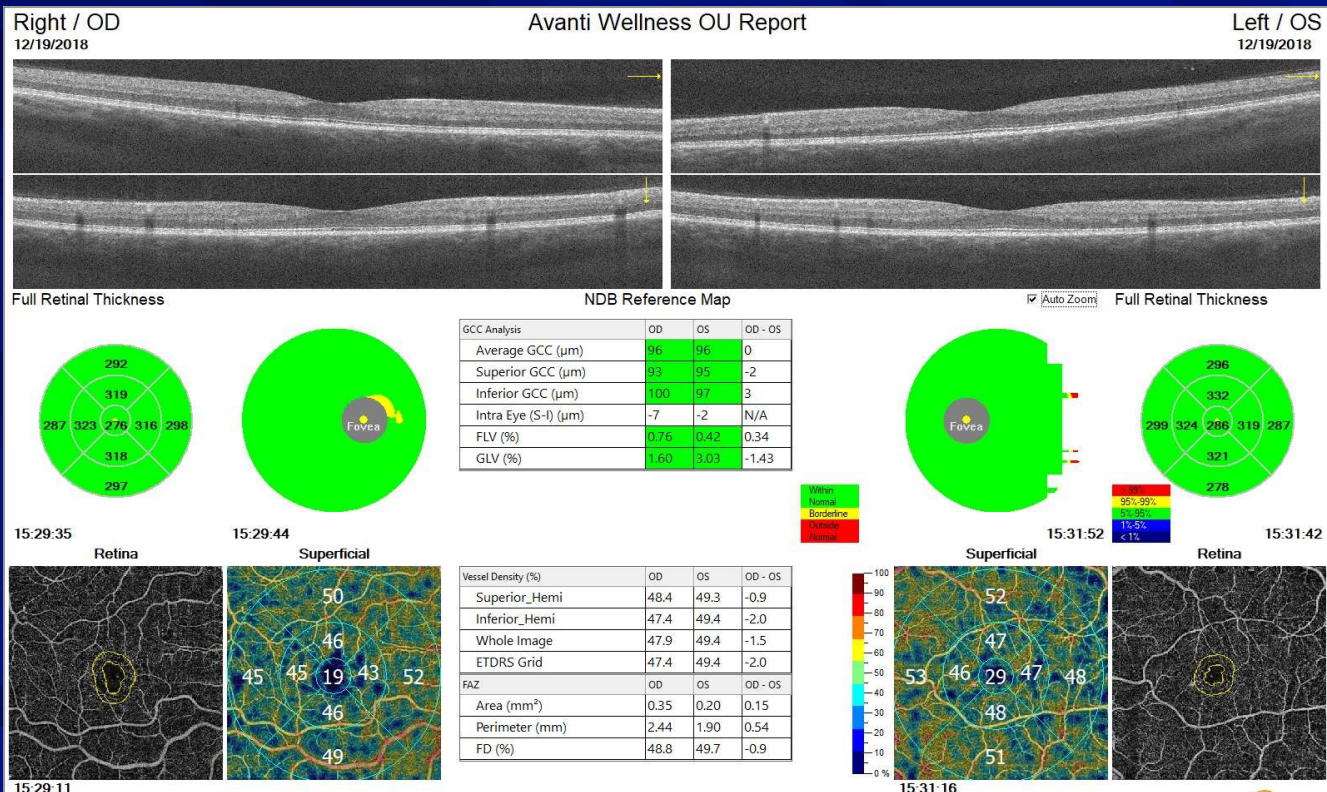 Right / OD
12/19/2018
Avanti Wellness OU Report
Left / OS
12/19/2018
Full Retinal Thickness
NDB Reference Map
Auto Zoom
Full Retinal Thickness
292
319
287 323 276 316 298
318
297
15:29:35
Fovea
15:29:44
GCC Analysis OD OS OD - OS
Average GCC (µm) 96 96 0
Superior GCC (µm) 93 95 -2
Inferior GCC (µm) 100 97 3
Intra Eye (S-I) (µm) -7 -2 N/A
FLV (%) 0.76 0.42 0.34
GLV (%) 1.60 3.03 -1.43
Within
Normal
Borderline
Outside
Normal
Fovea
15:31:52
> 99%
95%-99%
5%-95%
1%-5%
< 1%
296
332
299 324 286 319 287
321
278
15:31:42
Retina
15:29:11
Superficial
50
46
45 45 19 43 52
46
49
Vessel Density (%) OD OS OD - OS
Superior_Hemi 48.4 49.3 -0.9
Inferior_Hemi 47.4 49.4 -2.0
Whole Image 47.9 49.4 -1.5
ETDRS Grid 47.4 49.4 -2.0
FAZ OD OS OD - OS
Area (mm²) 0.35 0.20 0.15
Perimeter (mm) 2.44 1.90 0.54
FD (%) 48.8 49.7 -0.9
100
90
80
70
60
50
40
30
20
10
0 %
Superficial
52
47
53 46 29 47 48
48
51
15:31:16
Retina